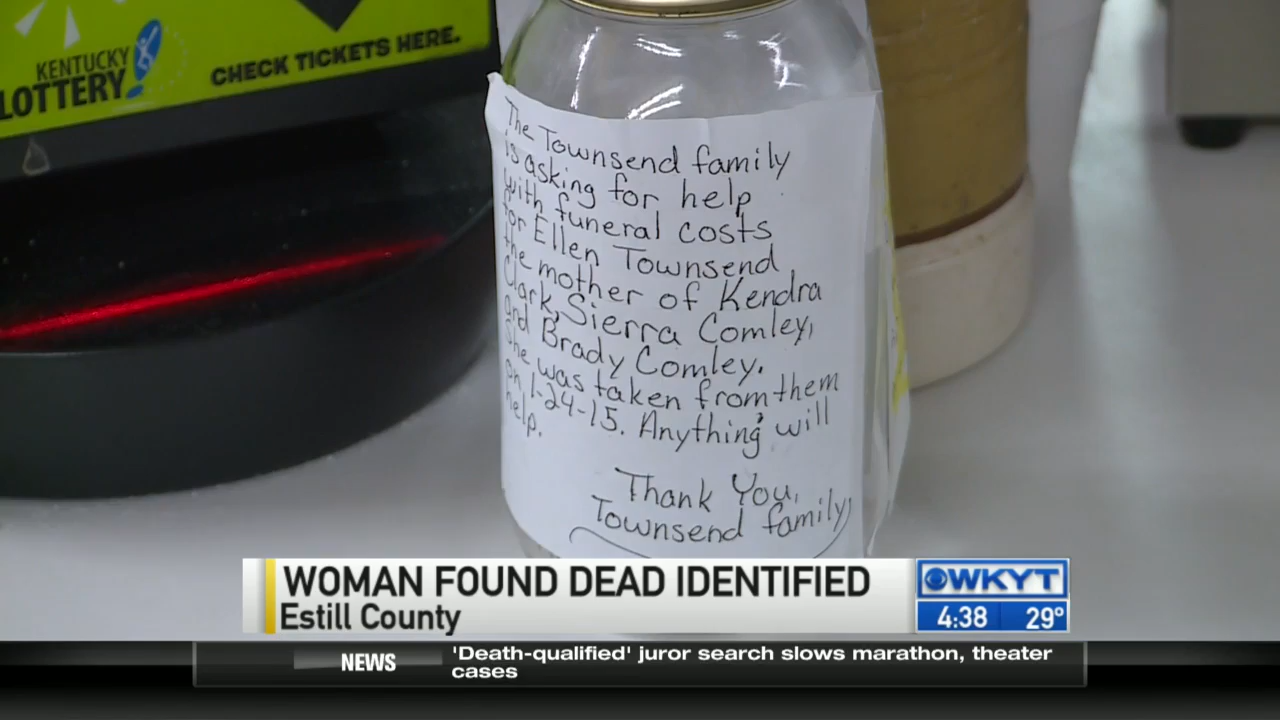 KENTUCKY
LOTTERY
CHECK TICKETS HERE.
The Townsend family
is asking for help
with funeral costs
for Ellen Townsend
the mother of Kendra
Clark, Sierra Comley,
and Brady Comley.
She was taken from them
on 1-24-15. Anything will
help.
Thank You,
Townsend family
WOMAN FOUND DEAD IDENTIFIED
Estill County
WKYT
4:38 29°
NEWS
'Death-qualified' juror search slows marathon, theater
cases